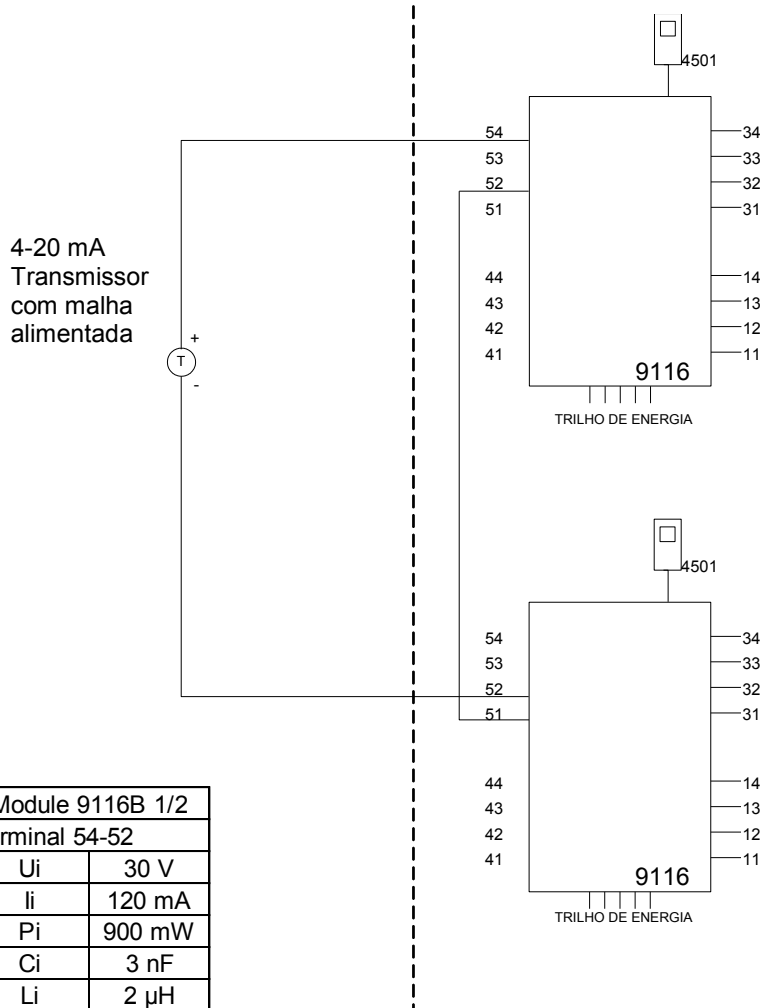 4501
54
53
52
51
34
33
32
31
4-20 mA
Transmissor
com malha
alimentada
+
T
-
44
43
42
41
14
13
12
11
9116
TRILHO DE ENERGIA
4501
54
53
52
51
34
33
32
31
44
43
42
41
14
13
12
11
9116
TRILHO DE ENERGIA
Module 9116B 1/2
rminal 54-52
Ui 30 V
Ii 120 mA
Pi 900 mW
Ci 3 nF
Li 2 µH